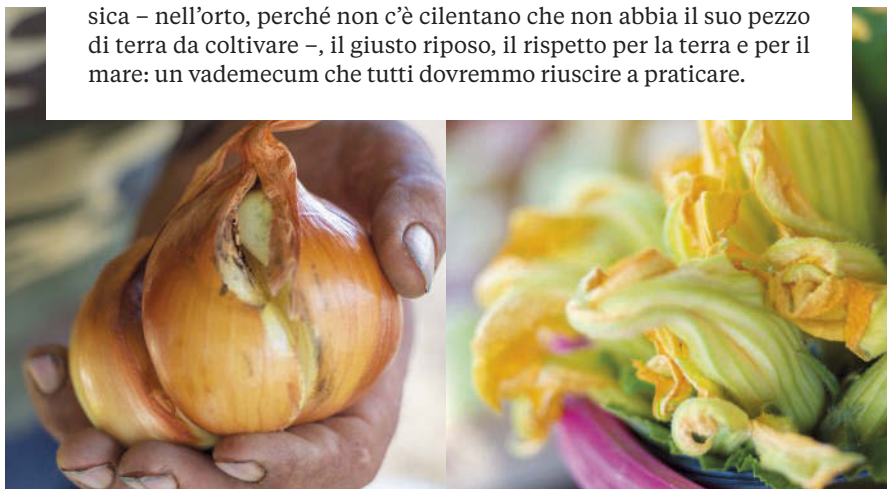 sica – nell’orto, perché non c’è cilentano che non abbia il suo pezzo
di terra da coltivare –, il giusto riposo, il rispetto per la terra e per il
mare: un vademecum che tutti dovremmo riuscire a praticare.